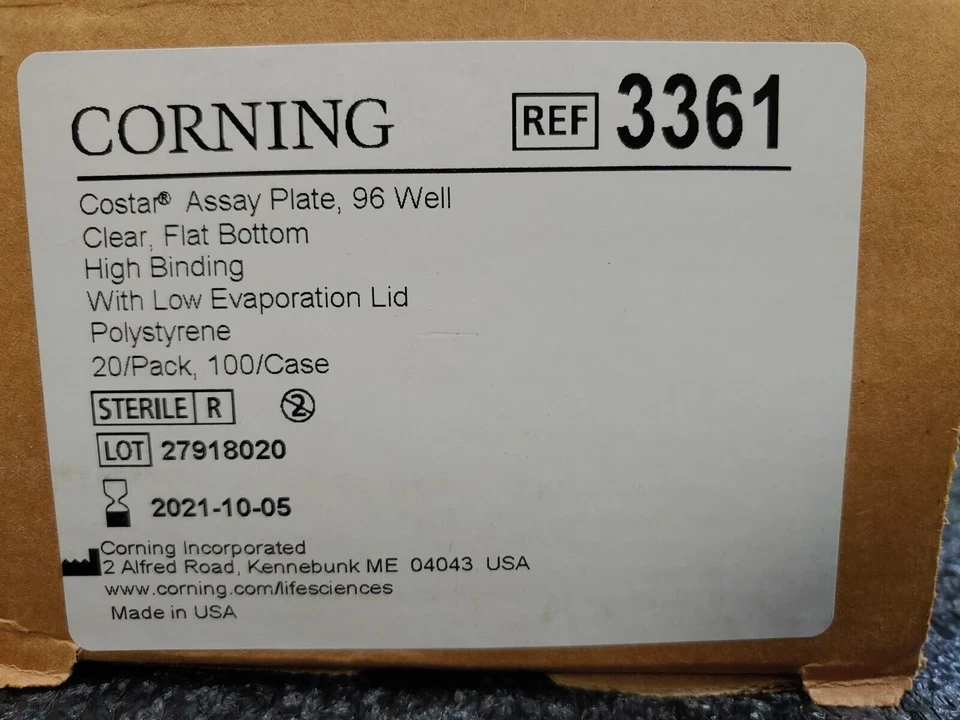 CORNING REF 3361
Costar® Assay Plate, 96 Well
Clear, Flat Bottom
High Binding
With Low Evaporation Lid
Polystyrene
20/Pack, 100/Case
STERILE R 2
LOT 27918020
2021-10-05
Corning Incorporated
2 Alfred Road, Kennebunk ME 04043 USA
www.corning.com/lifesciences
Made in USA